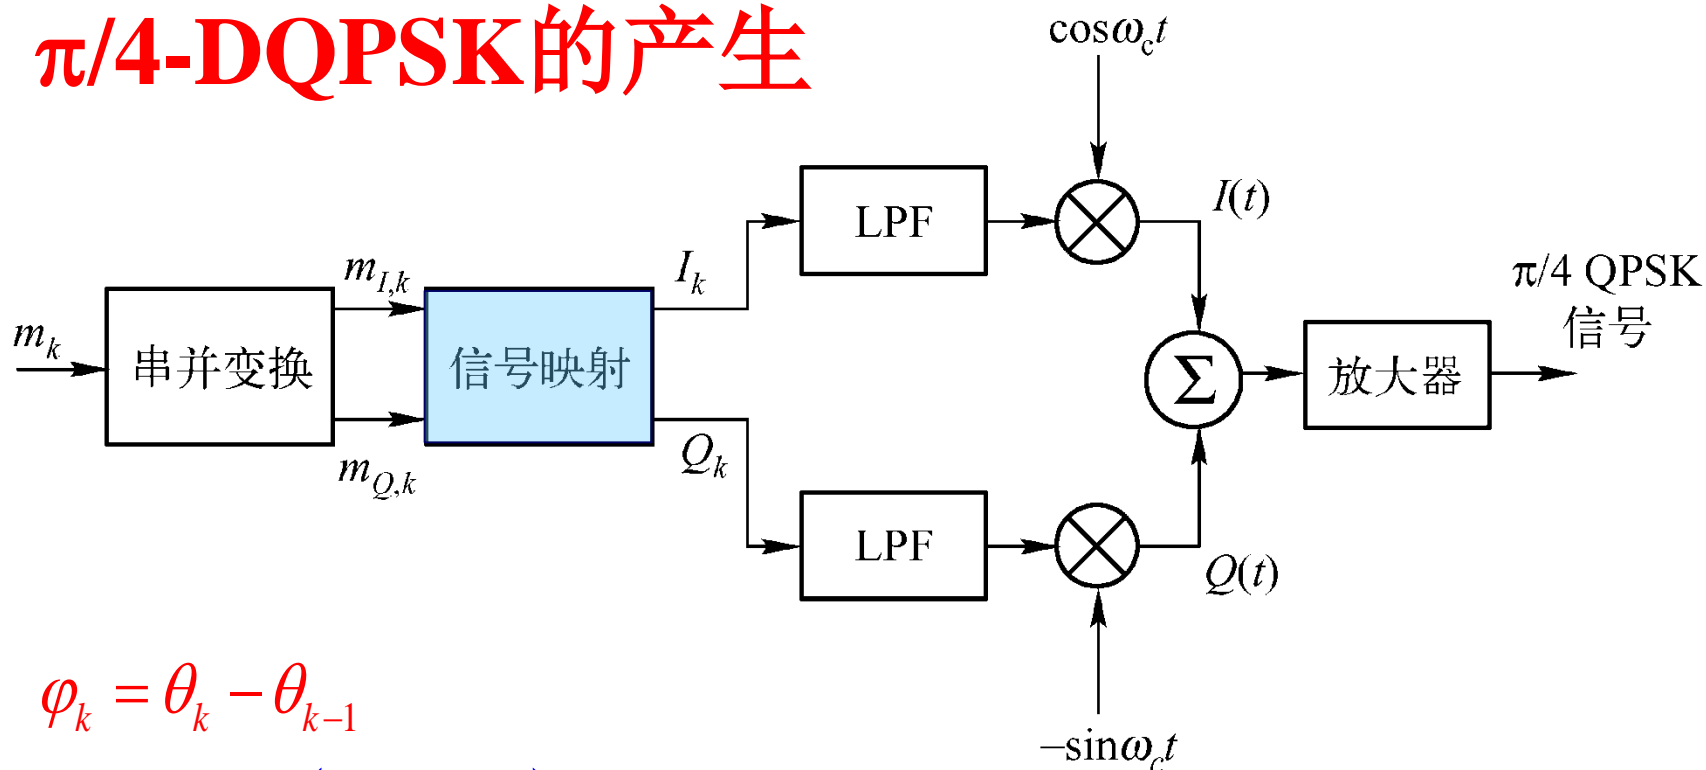 π/4-DQPSK的产生
cosω_c t
LPF
I(t)
m_{I,k}
I_k
π/4 QPSK
信号
m_k
串并变换
信号映射
Σ
放大器
m_{Q,k}
Q_k
LPF
Q(t)
φ_k = θ_k − θ_{k−1}
−sinω_c t